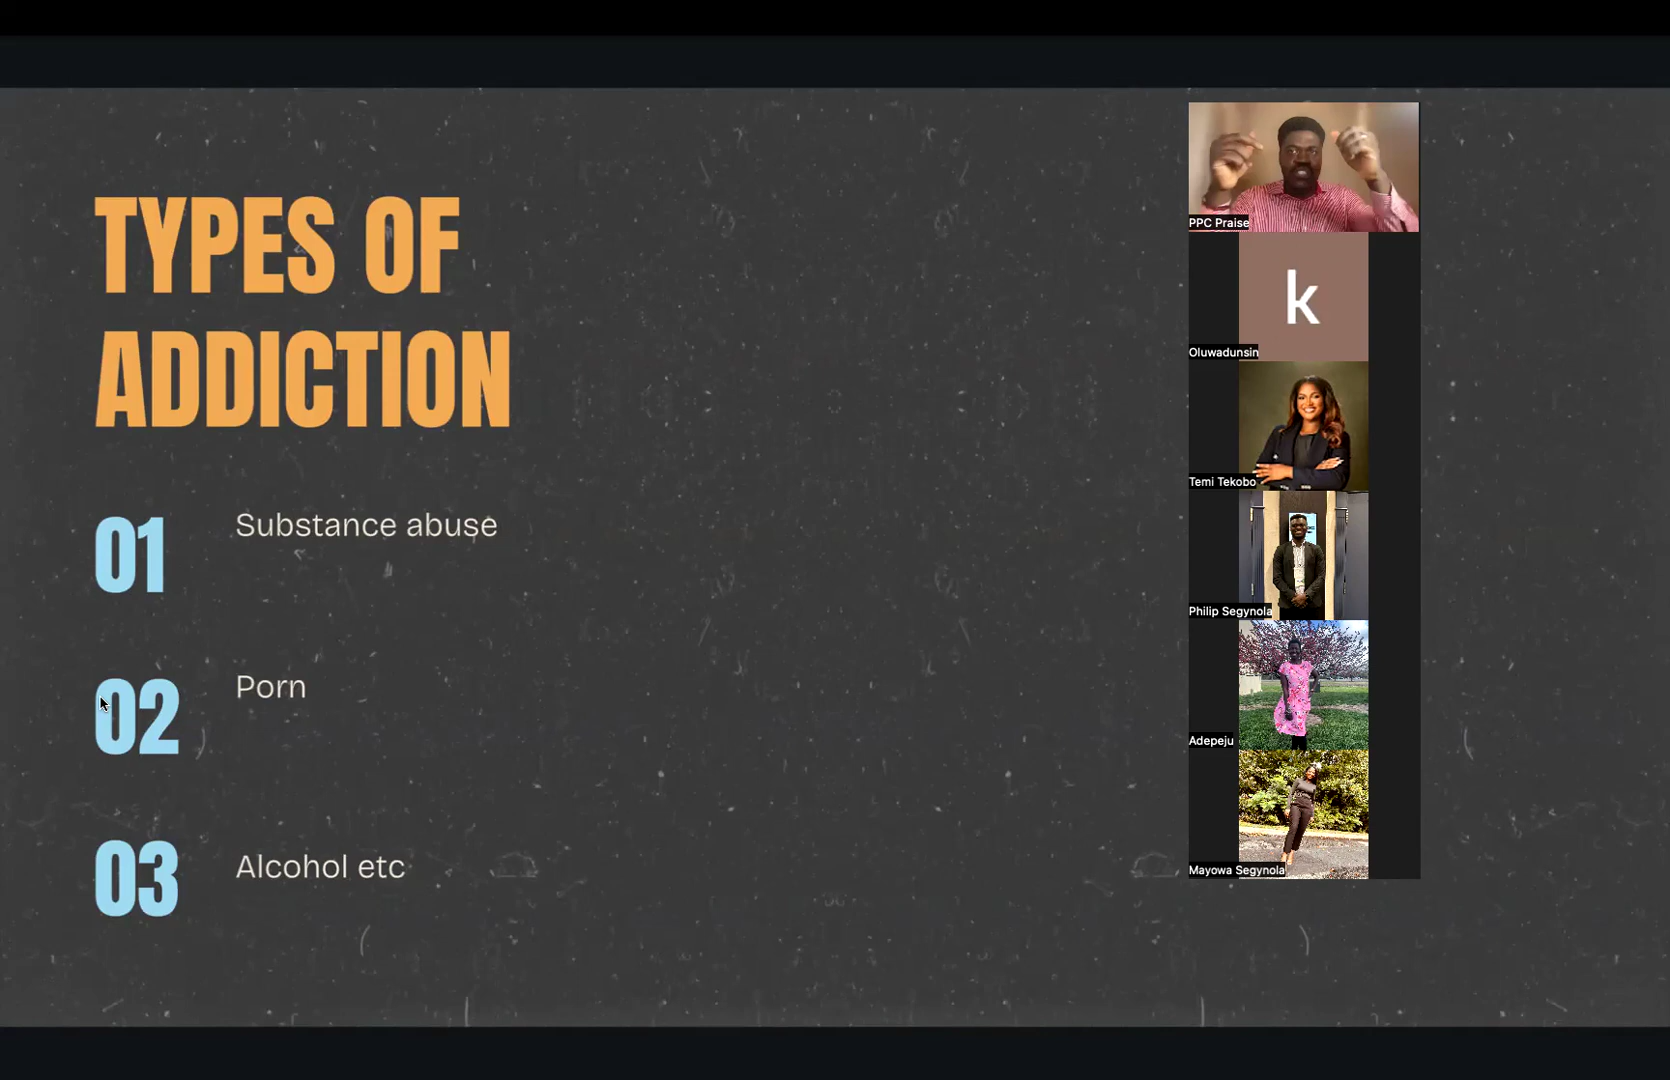 TYPES OF
ADDICTION
01
Substance abuse
02
Porn
03
Alcohol etc
PPC Praise
k
Oluwadunsin
Temi Tekobo
Philip Segynola
Adepeju
Mayowa Segynola